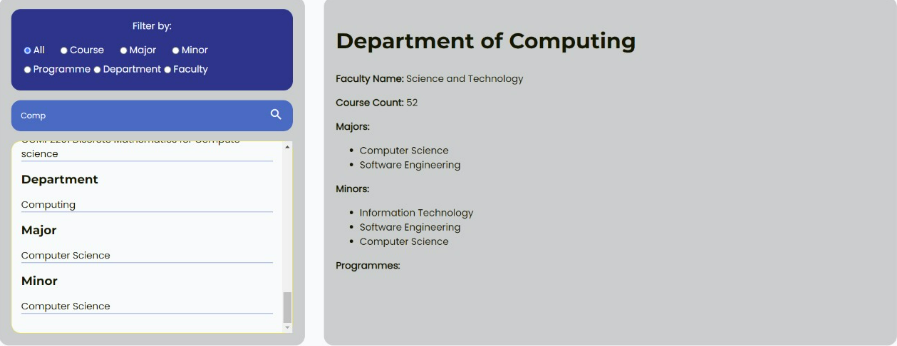 Filter by:
All Course Major Minor
Programme Department Faculty
Comp
science
Department
Computing
Major
Computer Science
Minor
Computer Science
Department of Computing
Faculty Name: Science and Technology
Course Count: 52
Majors:
Computer Science
Software Engineering
Minors:
Information Technology
Software Engineering
Computer Science
Programmes: